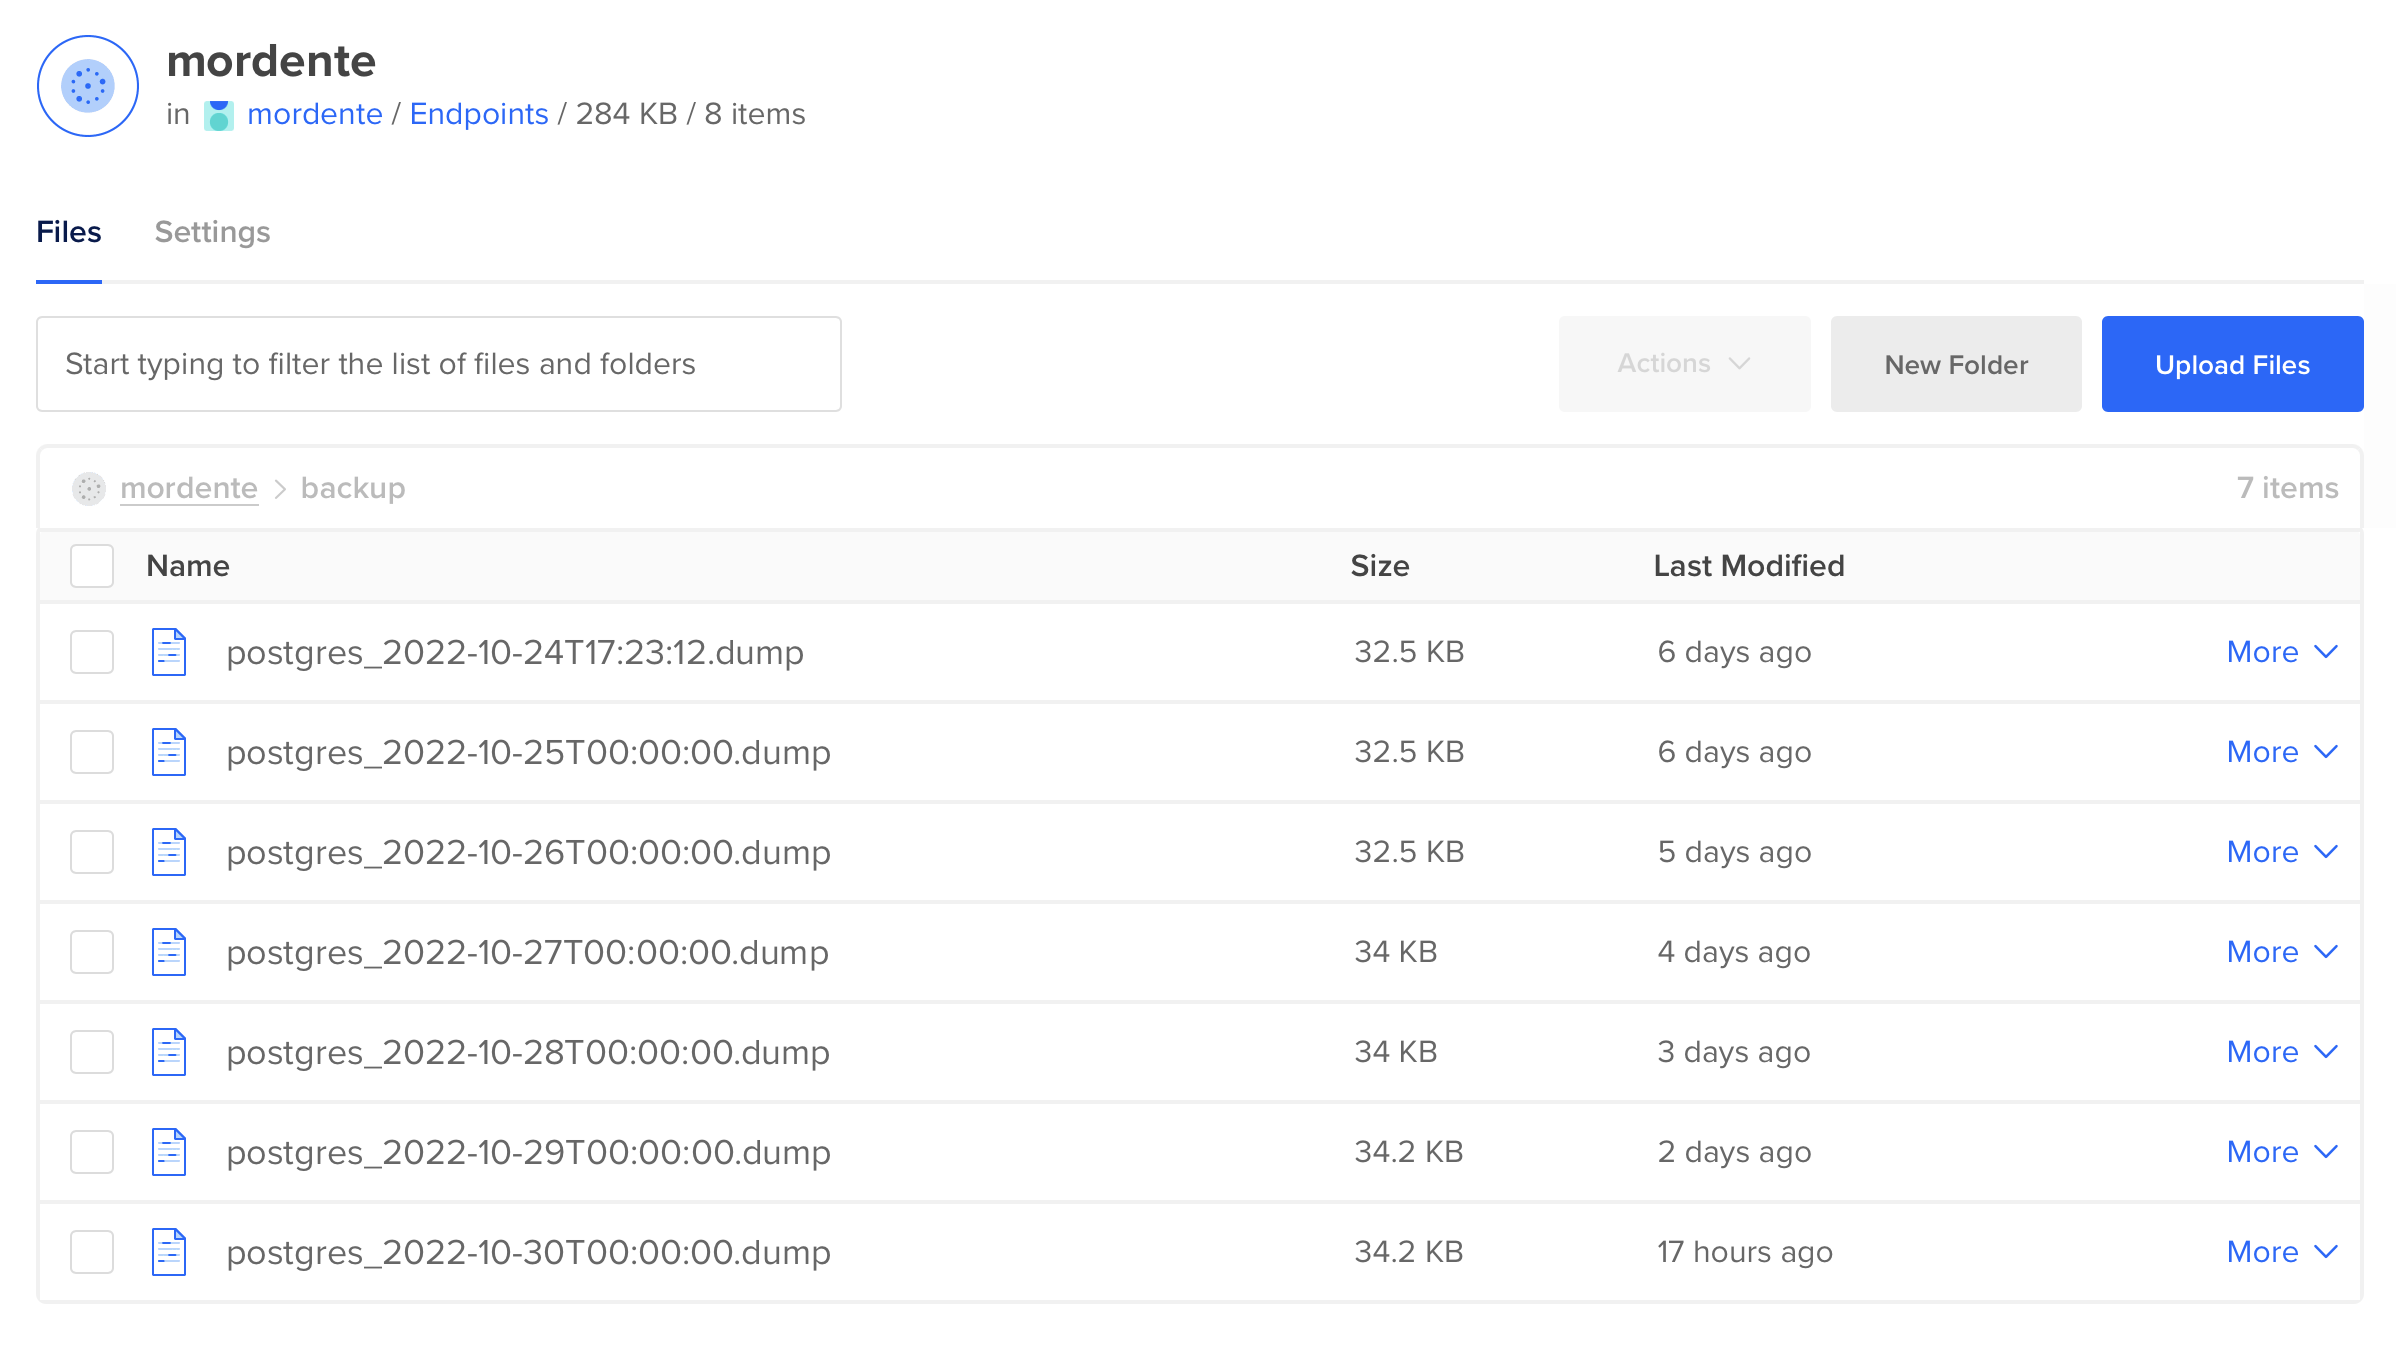 mordente
in mordente / Endpoints / 284 KB / 8 items
Files Settings
Start typing to filter the list of files and folders
Actions New Folder Upload Files
mordente > backup 7 items
Name Size Last Modified
postgres_2022-10-24T17:23:12.dump 32.5 KB 6 days ago More
postgres_2022-10-25T00:00:00.dump 32.5 KB 6 days ago More
postgres_2022-10-26T00:00:00.dump 32.5 KB 5 days ago More
postgres_2022-10-27T00:00:00.dump 34 KB 4 days ago More
postgres_2022-10-28T00:00:00.dump 34 KB 3 days ago More
postgres_2022-10-29T00:00:00.dump 34.2 KB 2 days ago More
postgres_2022-10-30T00:00:00.dump 34.2 KB 17 hours ago More